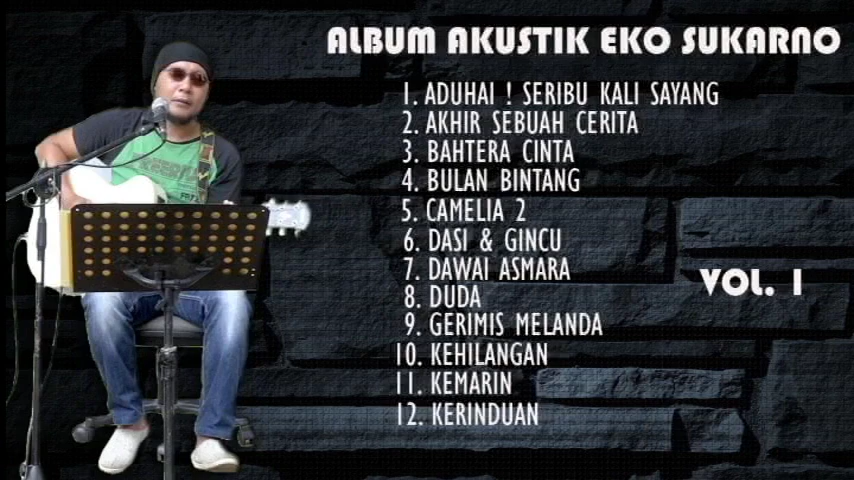 ALBUM AKUSTIK EKO SUKARNO
1. ADUHAI ! SERIBU KALI SAYANG
2. AKHIR SEBUAH CERITA
3. BAHTERA CINTA
4. BULAN BINTANG
5. CAMELIA 2
6. DASI & GINCU
7. DAWAI ASMARA
8. DUDA
9. GERIMIS MELANDA
10. KEHILANGAN
11. KEMARIN
12. KERINDUAN
VOL. 1